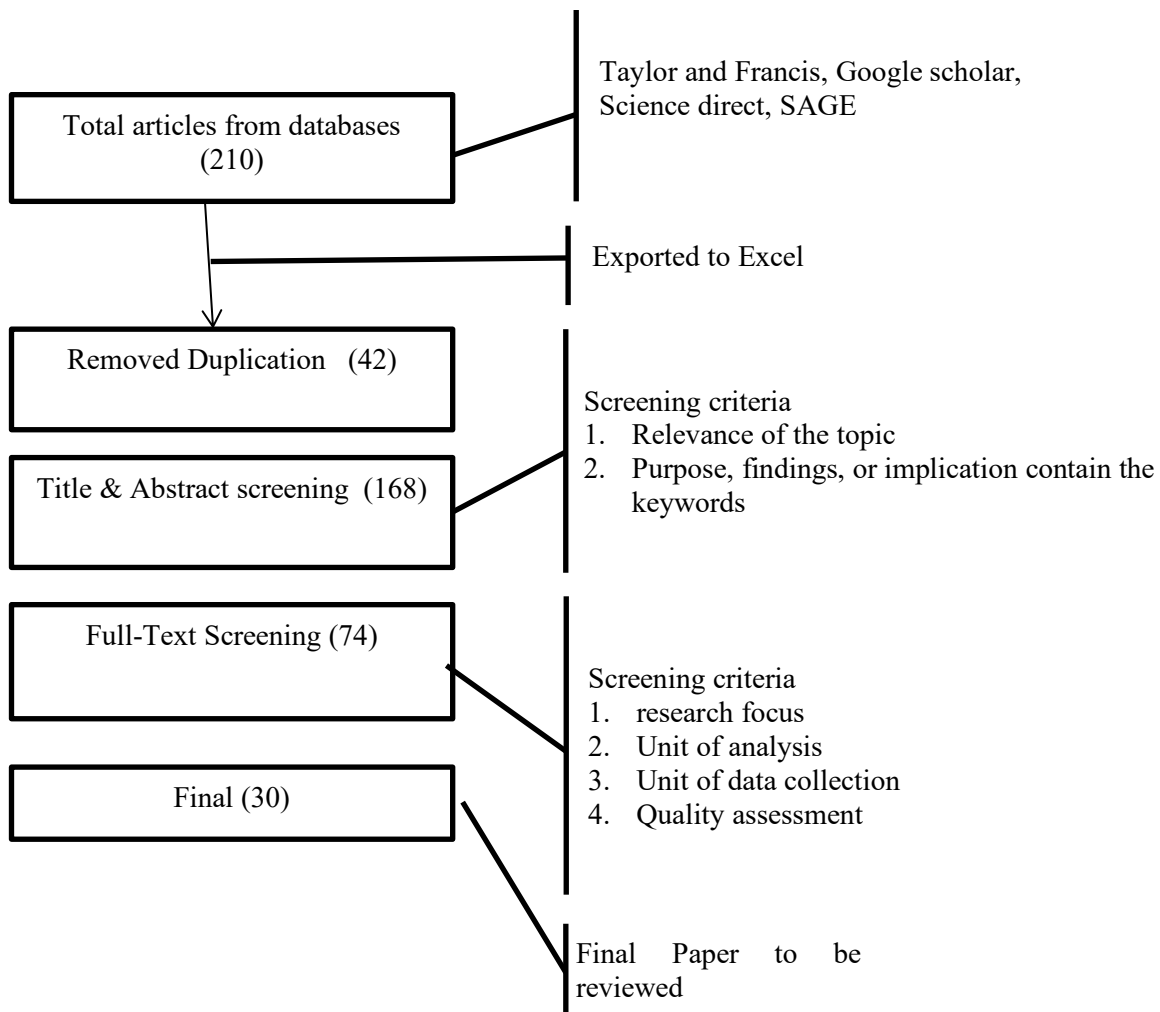 Total articles from databases
(210)
Taylor and Francis, Google scholar,
Science direct, SAGE
Exported to Excel
Removed Duplication (42)
Title & Abstract screening (168)
Screening criteria
1. Relevance of the topic
2. Purpose, findings, or implication contain the
keywords
Full-Text Screening (74)
Screening criteria
1. research focus
2. Unit of analysis
3. Unit of data collection
4. Quality assessment
Final (30)
Final Paper to be
reviewed